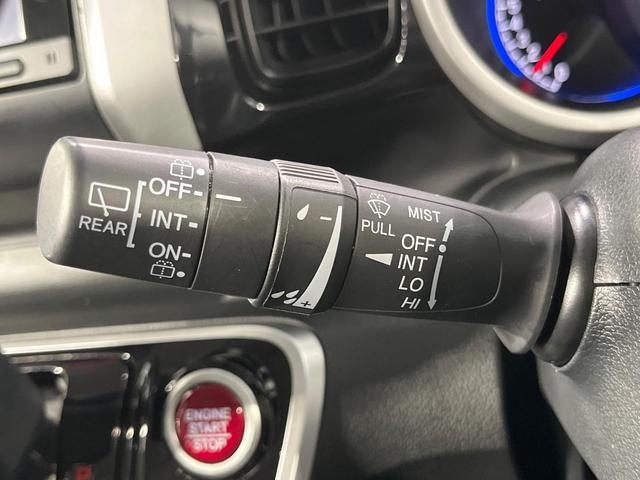 OFF
INT
ON
REAR
PULL
MIST
OFF
INT
LO
HI
ENGINE
START
STOP